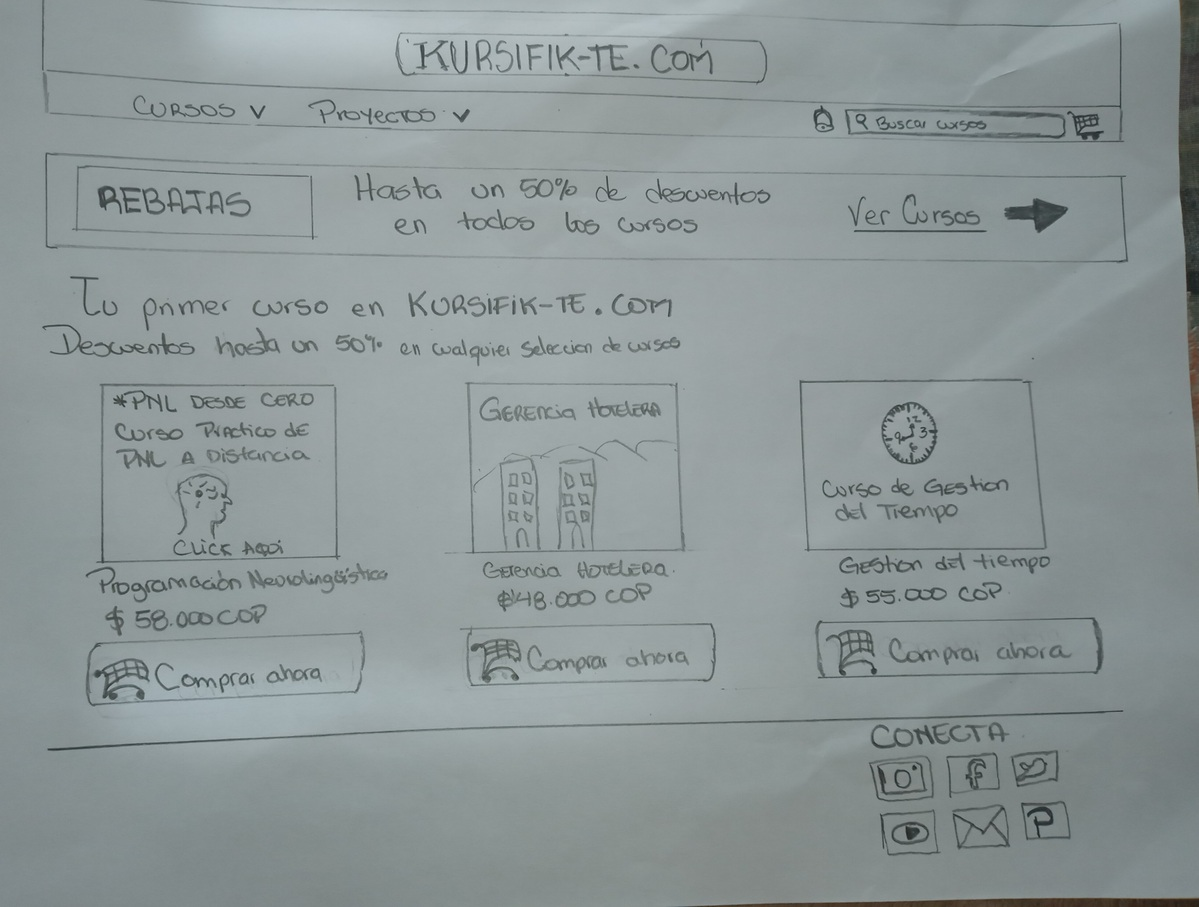 KURSIFIK-TE.COM
CURSOS
Proyectos
Buscar cursos
REBAJAS
Hasta un 50% de descuentos
en todos los cursos
Ver Cursos
Tu primer curso en KURSIFIK-TE.COM
Descuentos hasta un 50% en cualquier seleccion de cursos
*PNL DESDE CERO
Curso Practico de
PNL A Distancia
CLICK AQUI
Programación Neurolingüística
$ 58.000 COP
Comprar ahora
GERENCIA HOTELERA
GERENCIA HOTELERA.
$ 48.000 COP
Comprar ahora
12
9 3
6
Curso de Gestion
del Tiempo
Gestion del tiempo
$ 55.000 COP
Comprar ahora
CONECTA
f
P